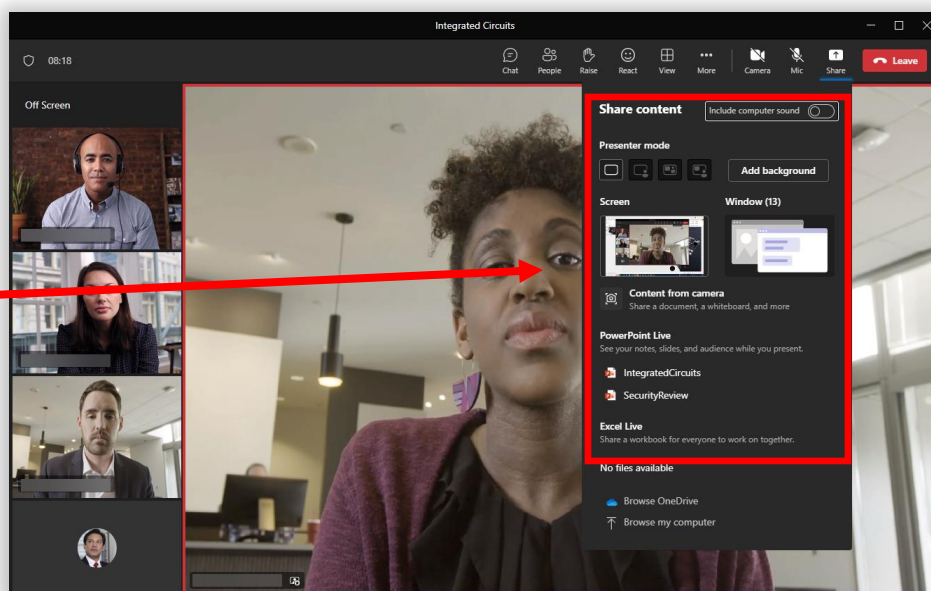 Integrated Circuits
08:18
Chat People Raise React View More Camera Mic Share Leave
Off Screen
Share content Include computer sound
Presenter mode
Add background
Screen Window (13)
Content from camera
Share a document, a whiteboard, and more
PowerPoint Live
See your notes, slides, and audience while you present.
IntegratedCircuits
SecurityReview
Excel Live
Share a workbook for everyone to work on together.
No files available
Browse OneDrive
Browse my computer